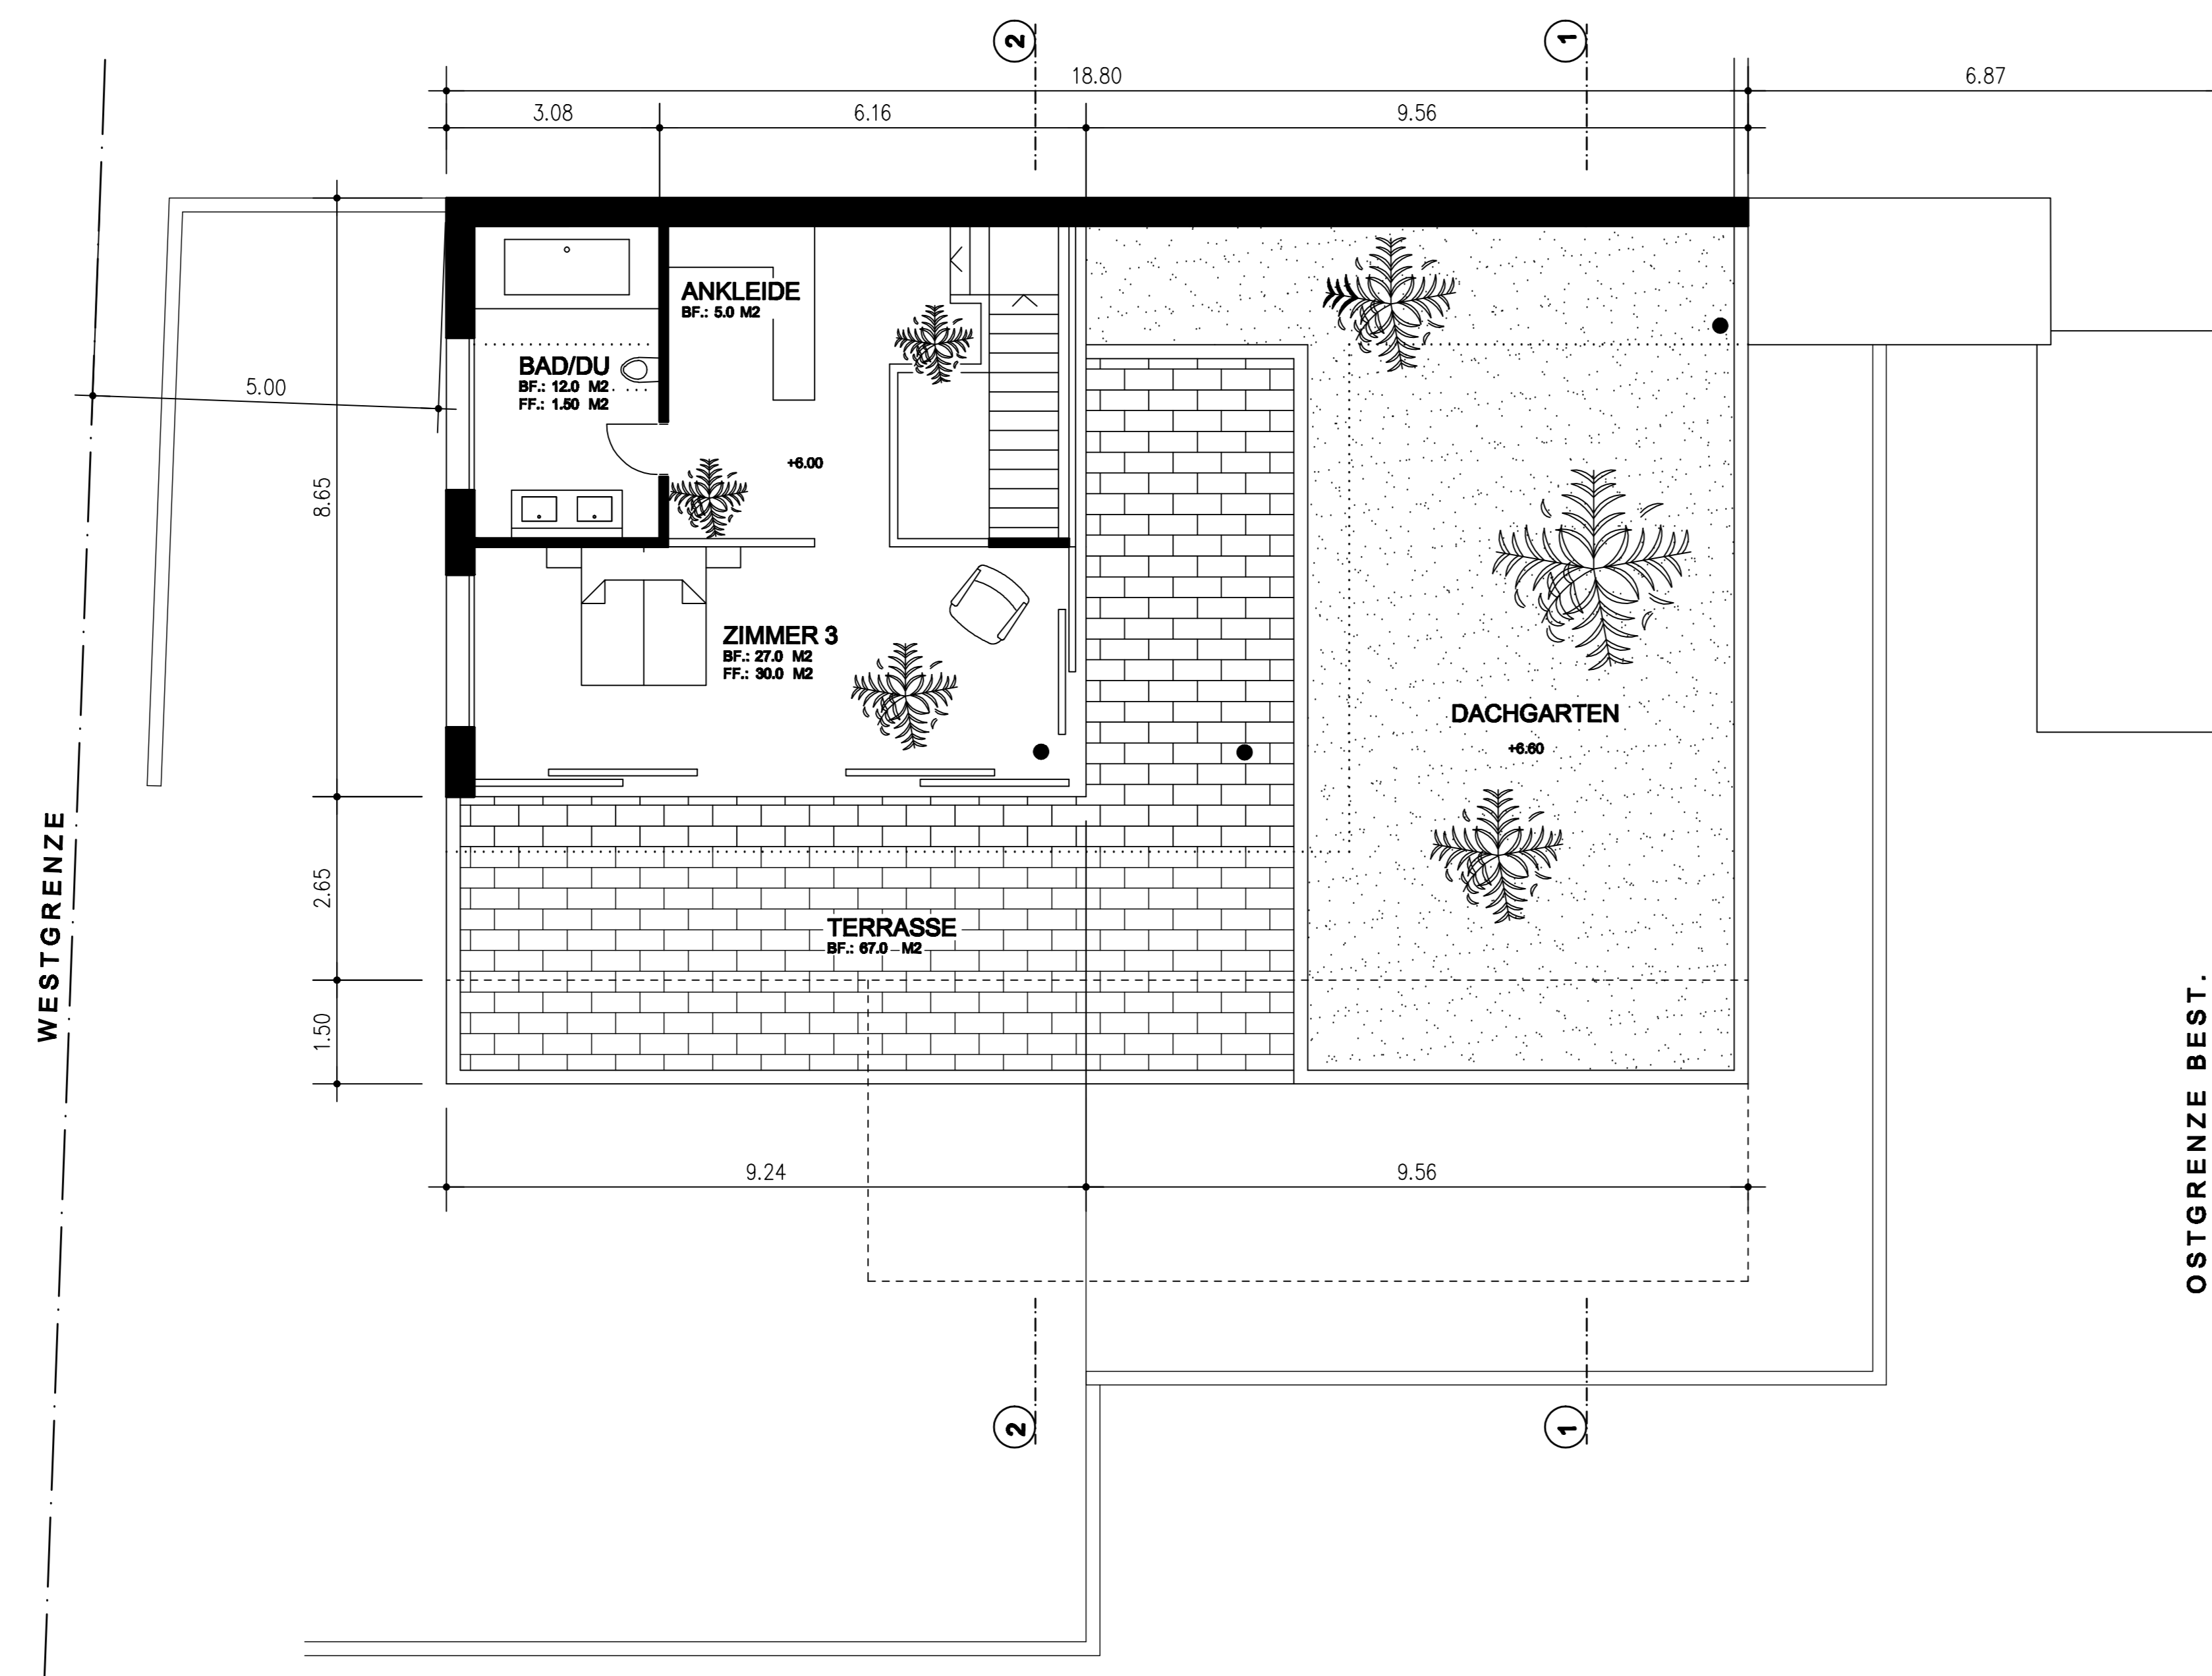 2
1
18.80
6.87
3.08
6.16
9.56
ANKLEIDE
BF.: 5.0 M2
BAD/DU
BF.: 12.0 M2
FF.: 1.50 M2
5.00
+6.00
8.65
ZIMMER 3
BF.: 27.0 M2
FF.: 30.0 M2
DACHGARTEN
+6.60
WESTGRENZE
2.65
TERRASSE
BF.: 67.0 M2
1.50
OSTGRENZE BEST.
9.24
9.56
2
1